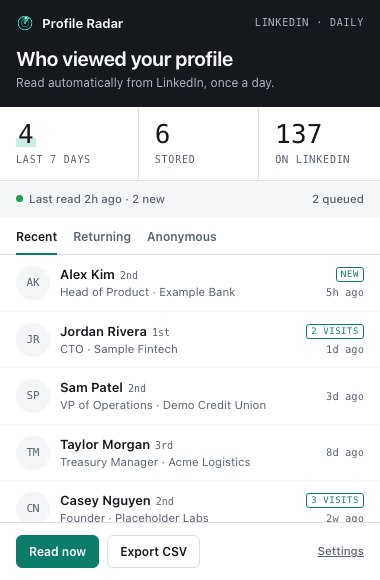 Profile Radar
LINKEDIN · DAILY
Who viewed your profile
Read automatically from LinkedIn, once a day.
4
LAST 7 DAYS
6
STORED
137
ON LINKEDIN
Last read 2h ago · 2 new
2 queued
Recent
Returning
Anonymous
AK
Alex Kim 2nd
Head of Product · Example Bank
NEW
5h ago
JR
Jordan Rivera 1st
CTO · Sample Fintech
2 VISITS
1d ago
SP
Sam Patel 2nd
VP of Operations · Demo Credit Union
3d ago
TM
Taylor Morgan 3rd
Treasury Manager · Acme Logistics
8d ago
CN
Casey Nguyen 2nd
Founder · Placeholder Labs
3 VISITS
2w ago
Read now
Export CSV
Settings